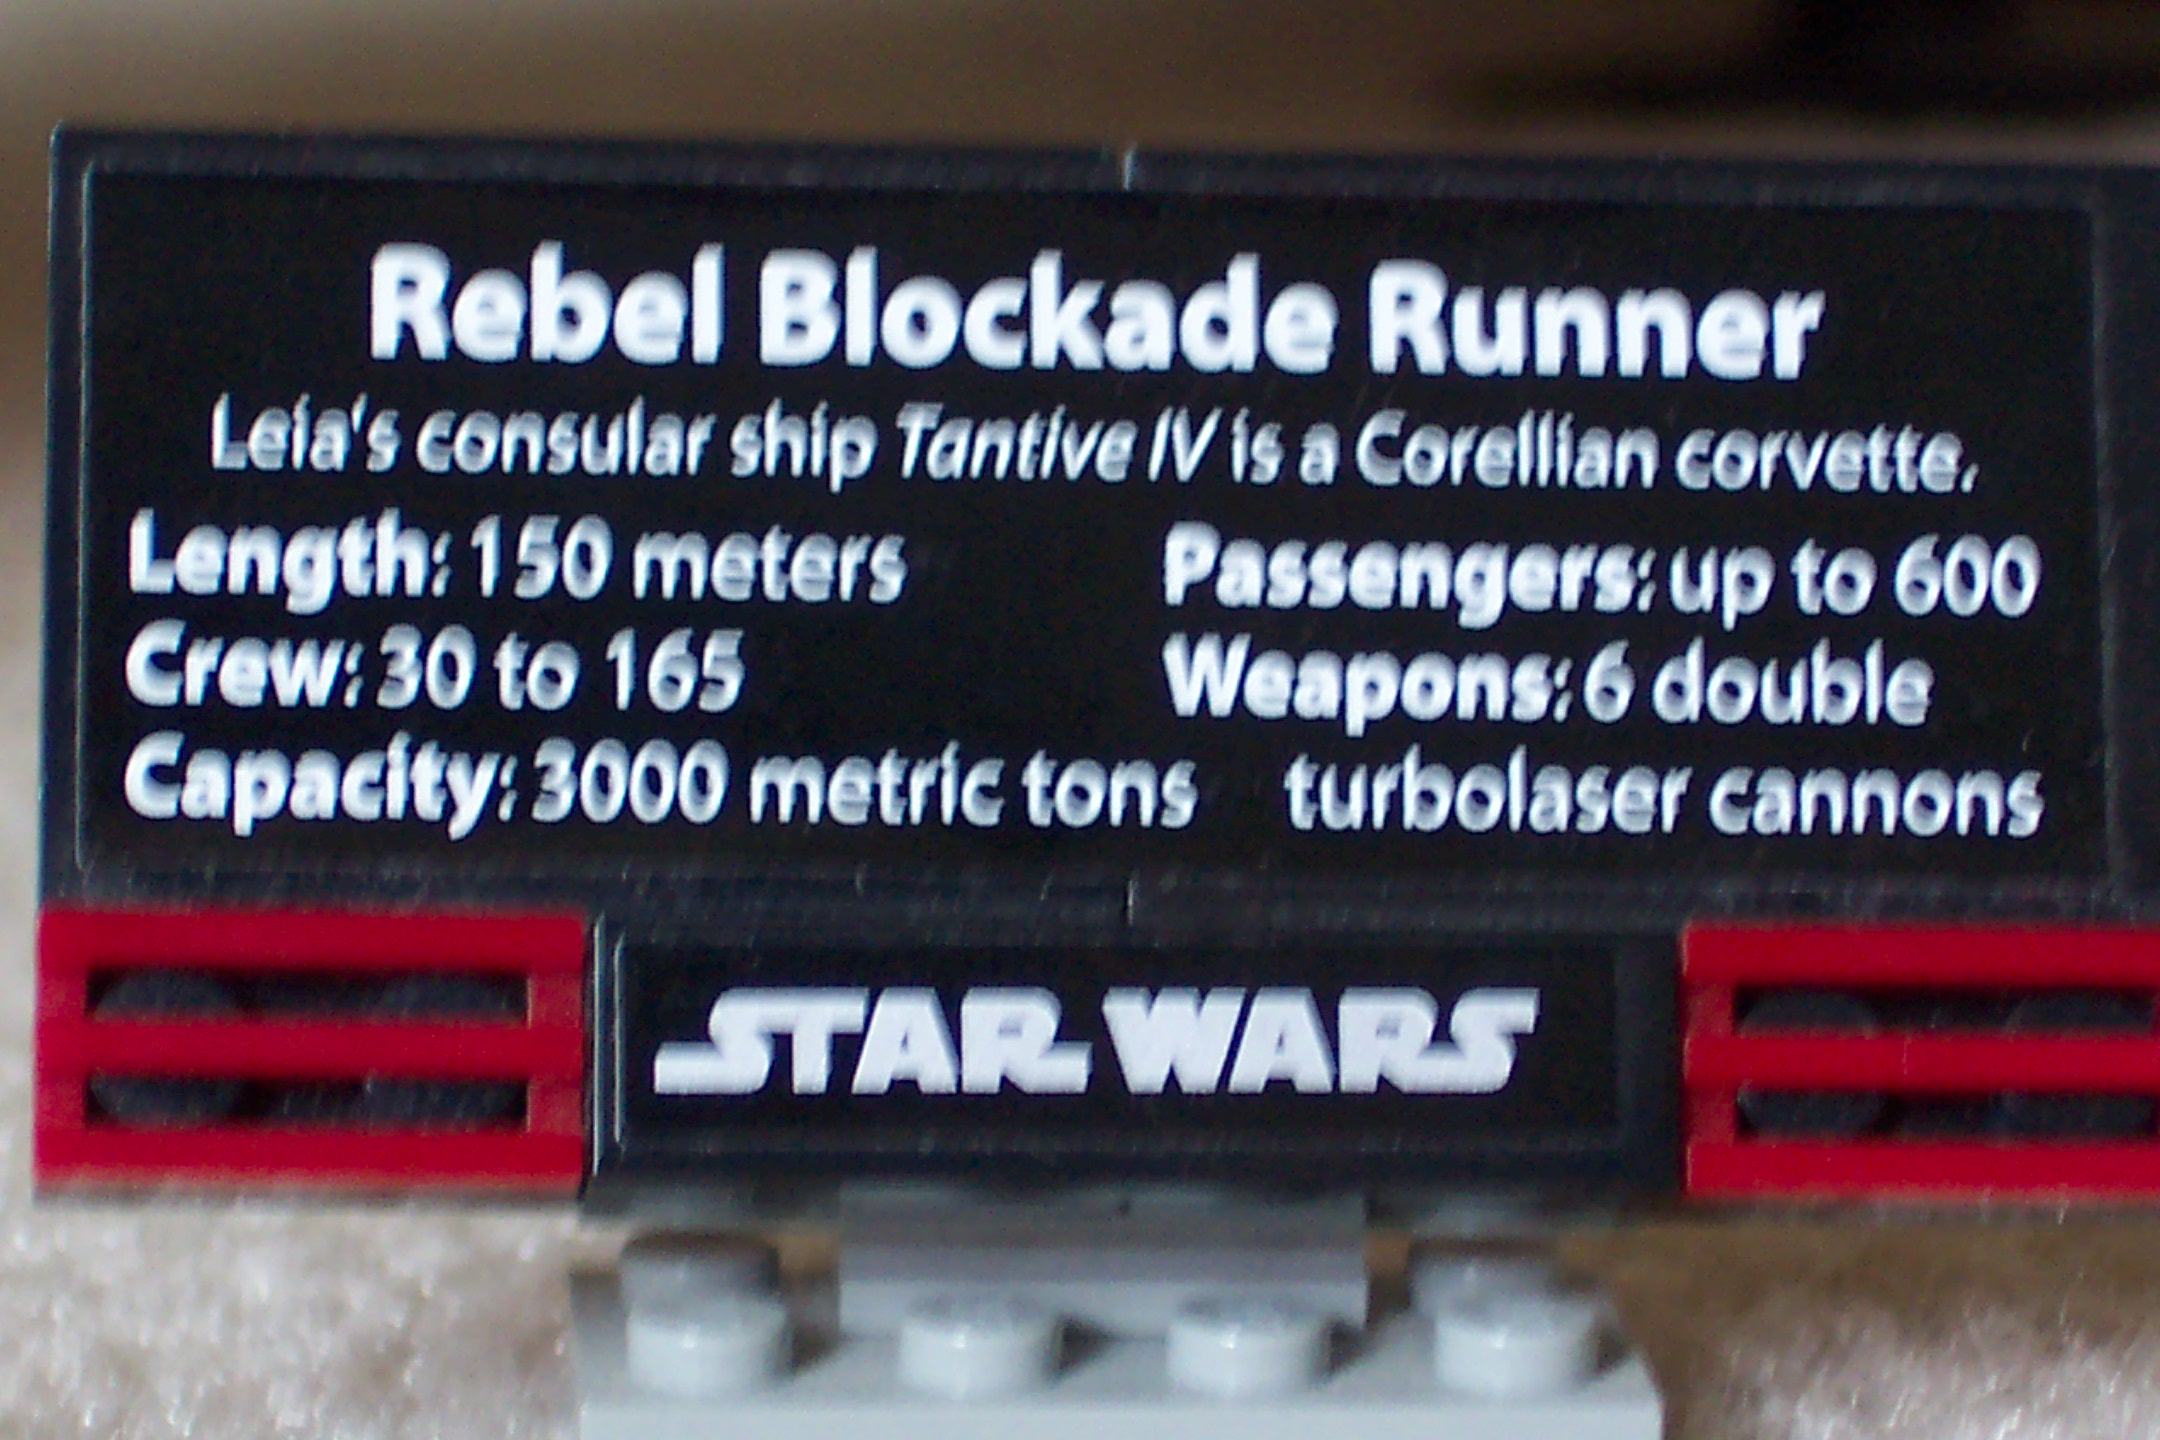 Rebel Blockade Runner
Leia's consular ship Tantive IV is a Corellian corvette.
Length: 150 meters
Crew: 30 to 165
Capacity: 3000 metric tons
Passengers: up to 600
Weapons: 6 double
turbolaser cannons
STAR WARS